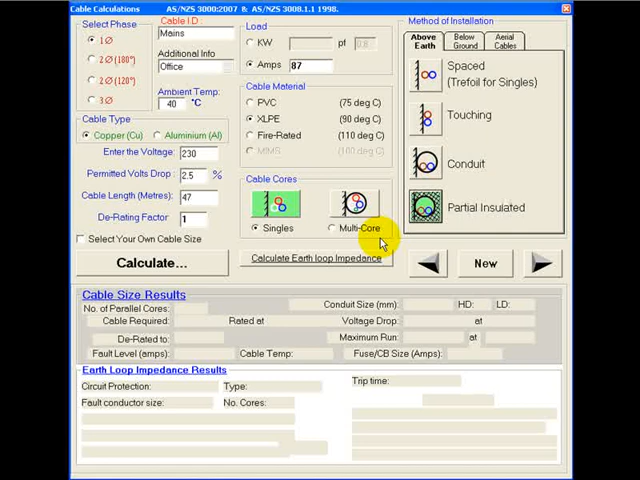 Cable Calculations AS/NZS 3000:2007 & AS/NZS 3008.1.1 1998.
Select Phase
1Ø
2Ø (180°)
2Ø (120°)
3Ø
Cable I.D :
Mains
Additional Info
Office
Ambient Temp:
40 °C
Load
KW pf 0.8
Amps 87
Method of Installation
Above Earth
Below Ground
Aerial Cables
Spaced
(Trefoil for Singles)
Touching
Conduit
Partial Insulated
Cable Material
PVC (75 deg C)
XLPE (90 deg C)
Fire-Rated (110 deg C)
MIMS (100 deg C)
Cable Type
Copper (Cu) Aluminium (Al)
Enter the Voltage: 230
Permitted Volts Drop : 2.5 %
Cable Length (Metres): 47
De-Rating Factor 1
Select Your Own Cable Size
Cable Cores
Singles Multi-Core
Calculate...
Calculate Earth loop Impedance
New
Cable Size Results
No. of Parallel Cores:
Conduit Size (mm): HD: LD:
Cable Required: Rated at Voltage Drop: at
De-Rated to: Maximum Run: at
Fault Level (amps): Cable Temp: Fuse/CB Size (Amps):
Earth Loop Impedance Results
Circuit Protection: Type: Trip time:
Fault conductor size: No. Cores: